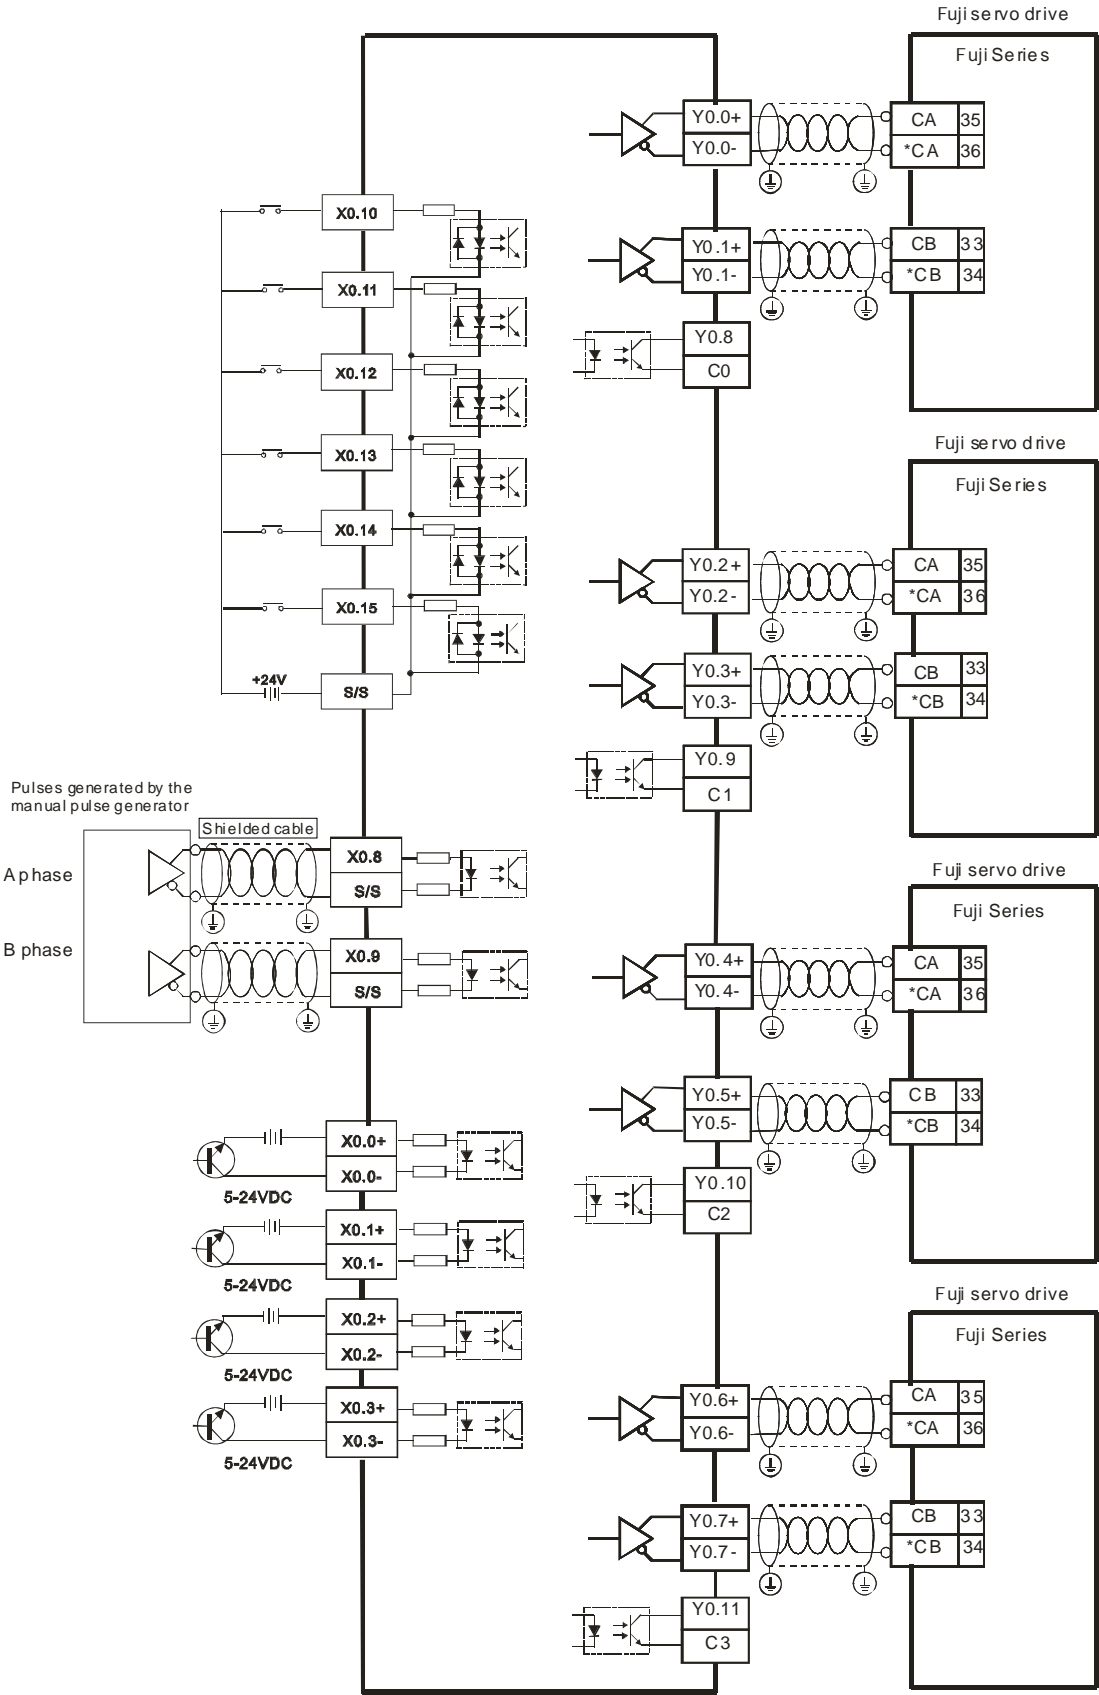 Fuji servo drive
Fuji Series
Y0.0+
Y0.0-
CA 35
*CA 36
Y0.1+
Y0.1-
CB 33
*CB 34
Y0.8
C0
X0.10
X0.11
X0.12
X0.13
X0.14
X0.15
+24V
S/S
Fuji servo drive
Fuji Series
Y0.2+
Y0.2-
CA 35
*CA 36
Y0.3+
Y0.3-
CB 33
*CB 34
Y0.9
C1
Pulses generated by the
manual pulse generator
Shielded cable
A phase
X0.8
S/S
B phase
X0.9
S/S
Fuji servo drive
Fuji Series
Y0.4+
Y0.4-
CA 35
*CA 36
Y0.5+
Y0.5-
CB 33
*CB 34
Y0.10
C2
X0.0+
X0.0-
5-24VDC
X0.1+
X0.1-
5-24VDC
X0.2+
X0.2-
5-24VDC
X0.3+
X0.3-
5-24VDC
Fuji servo drive
Fuji Series
Y0.6+
Y0.6-
CA 35
*CA 36
Y0.7+
Y0.7-
CB 33
*CB 34
Y0.11
C3